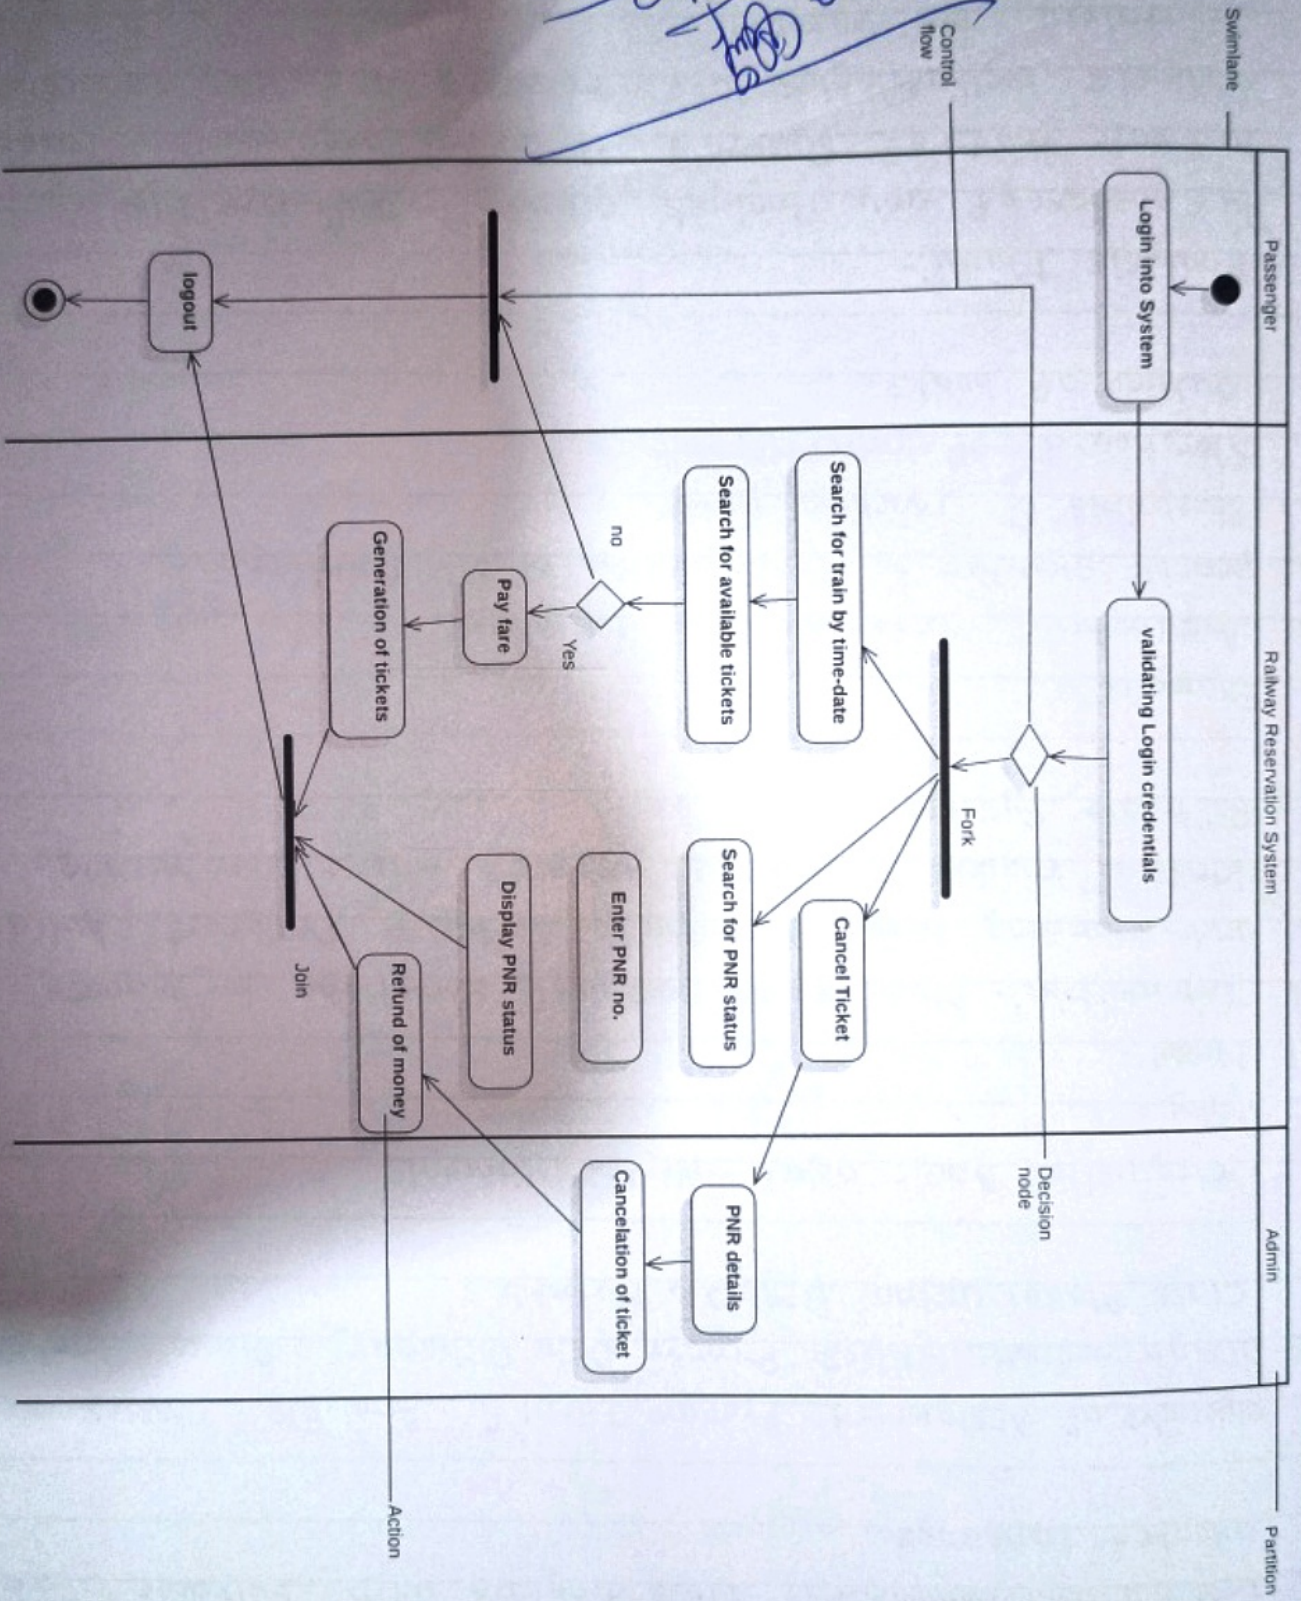 Swimlane
Passenger
Railway Reservation System
Admin
Partition
Login into System
validating Login credentials
Control
flow
Decision
node
Fork
Search for train by time-date
Cancel Ticket
Search for available tickets
Search for PNR status
PNR details
no
Yes
Enter PNR no.
Cancelation of ticket
Pay fare
Display PNR status
Generation of tickets
Refund of money
Action
Join
logout